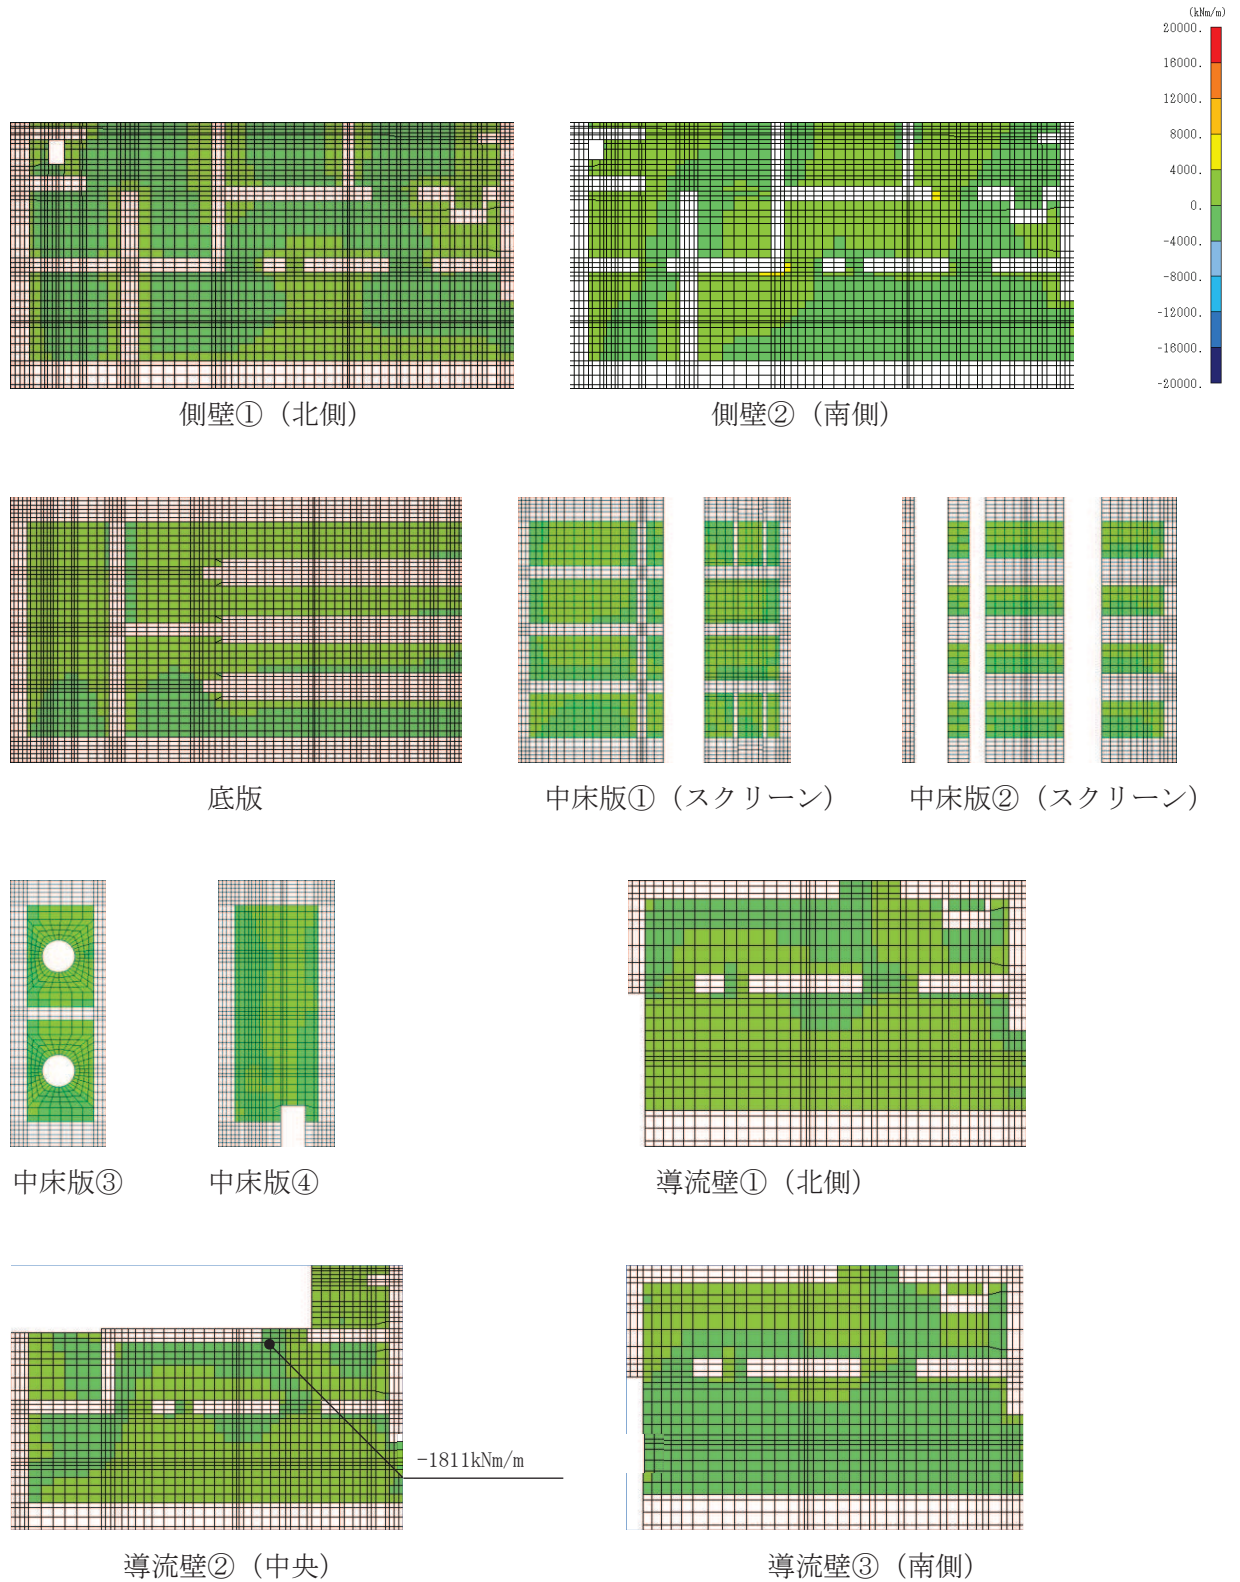 (kNm/m)
20000.
16000.
12000.
8000.
4000.
0.
-4000.
-8000.
-12000.
-16000.
-20000.
側壁①（北側）
側壁②（南側）
底版
中床版①（スクリーン）
中床版②（スクリーン）
中床版③
中床版④
導流壁①（北側）
-1811kNm/m
導流壁②（中央）
導流壁③（南側）